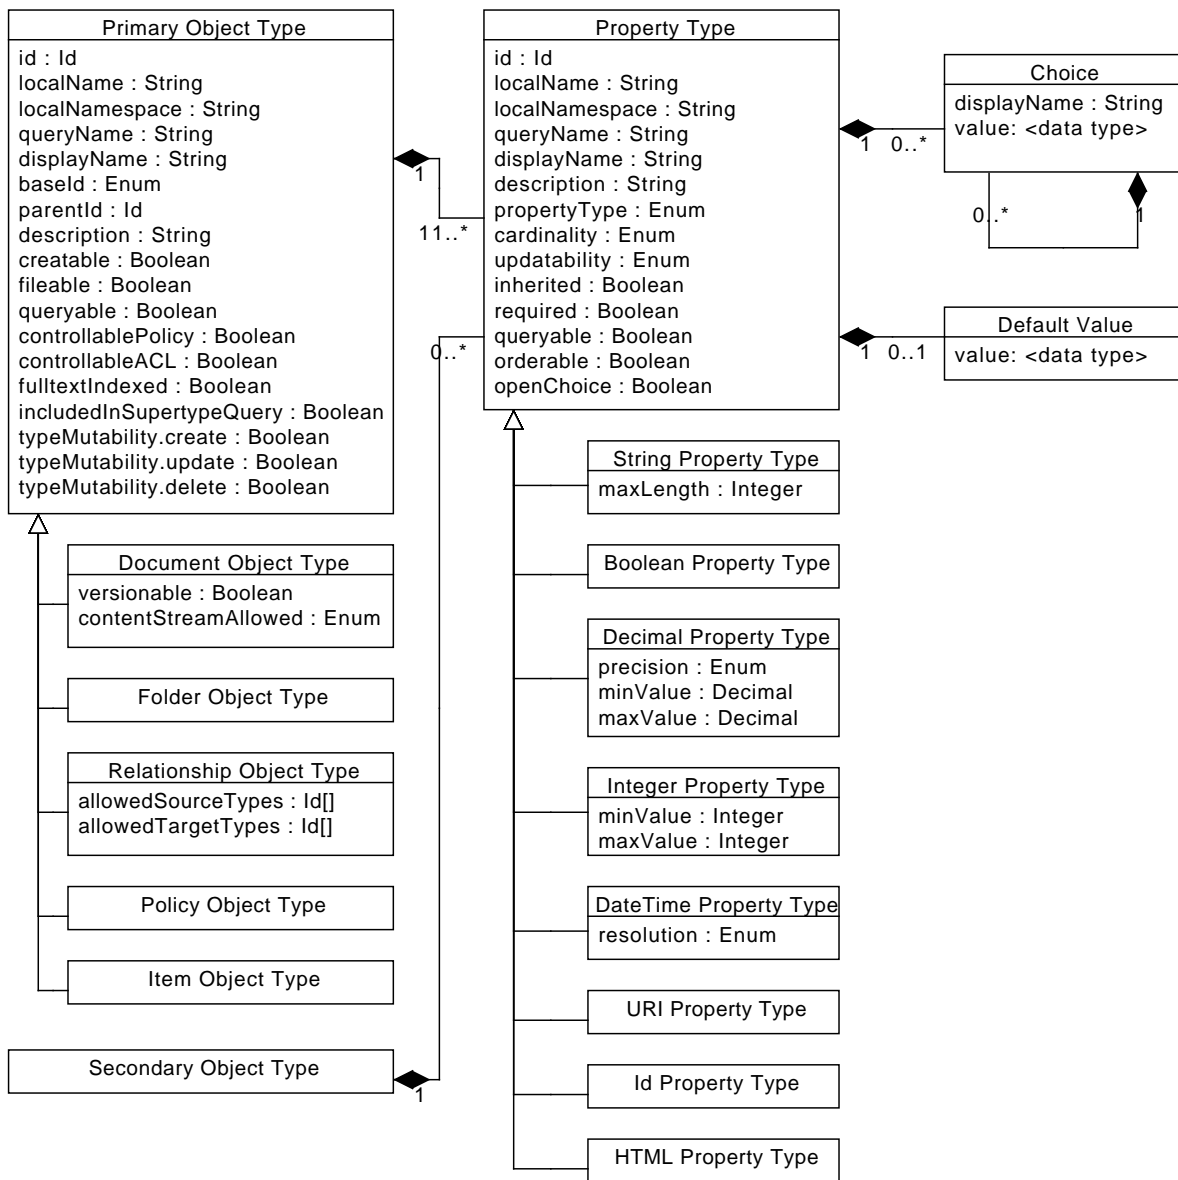 Primary Object Type
id : Id
localName : String
localNamespace : String
queryName : String
displayName : String
baseId : Enum
parentId : Id
description : String
creatable : Boolean
fileable : Boolean
queryable : Boolean
controllablePolicy : Boolean
controllableACL : Boolean
fulltextIndexed : Boolean
includedInSupertypeQuery : Boolean
typeMutability.create : Boolean
typeMutability.update : Boolean
typeMutability.delete : Boolean
1
11..*
Property Type
id : Id
localName : String
localNamespace : String
queryName : String
displayName : String
description : String
propertyType : Enum
cardinality : Enum
updatability : Enum
inherited : Boolean
required : Boolean
queryable : Boolean
orderable : Boolean
openChoice : Boolean
1
0..*
Choice
displayName : String
value: <data type>
0..*
1
1
0..1
Default Value
value: <data type>
0..*
Document Object Type
versionable : Boolean
contentStreamAllowed : Enum
Folder Object Type
Relationship Object Type
allowedSourceTypes : Id[]
allowedTargetTypes : Id[]
Policy Object Type
Item Object Type
Secondary Object Type
1
String Property Type
maxLength : Integer
Boolean Property Type
Decimal Property Type
precision : Enum
minValue : Decimal
maxValue : Decimal
Integer Property Type
minValue : Integer
maxValue : Integer
DateTime Property Type
resolution : Enum
URI Property Type
Id Property Type
HTML Property Type